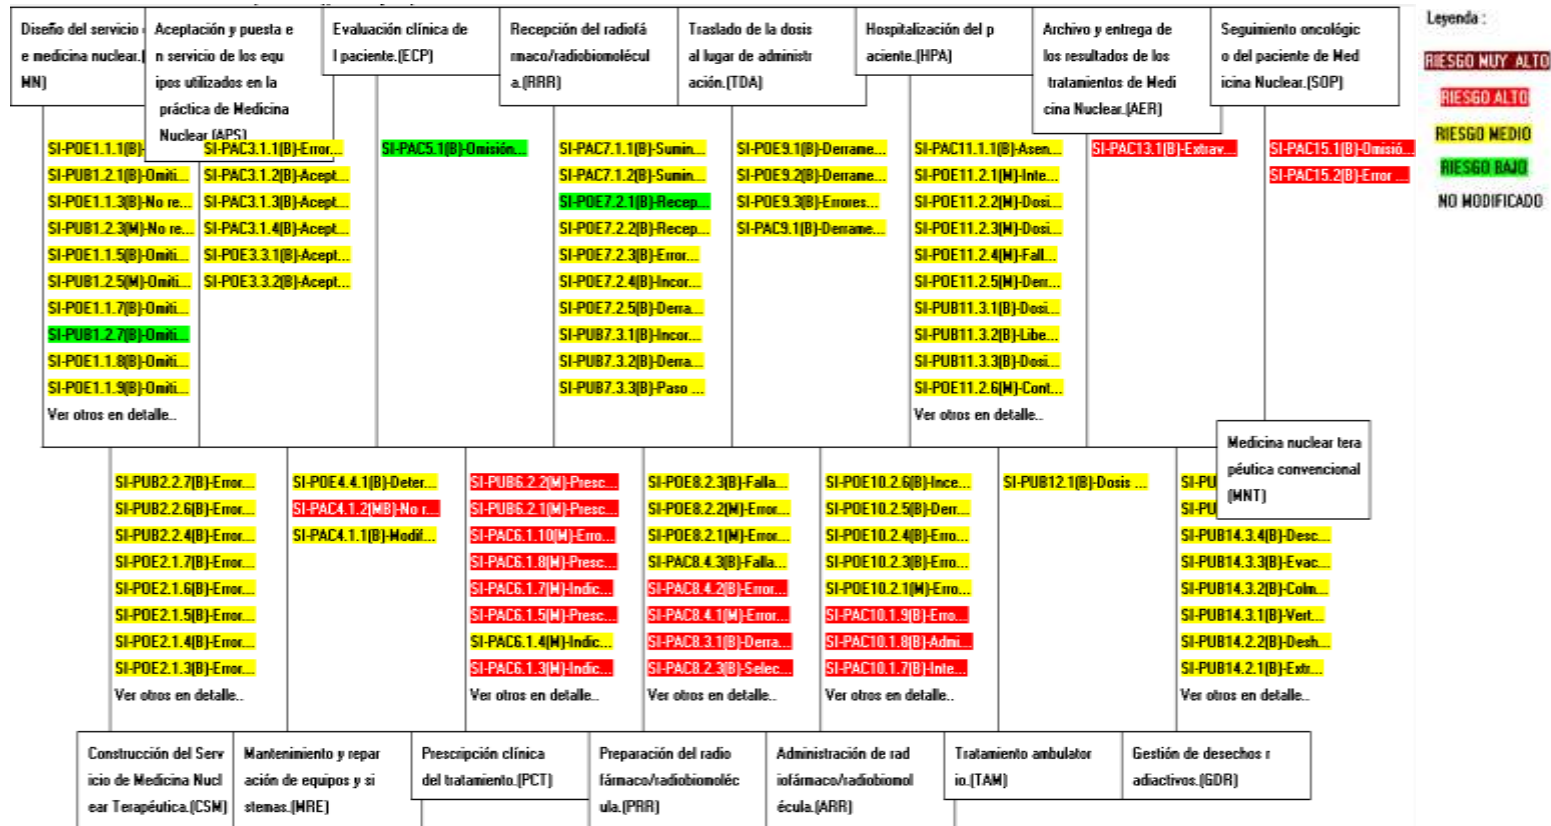 Diseño del servicio
e medicina nuclear.(
MN)
Aceptación y puesta e
n servicio de los equ
ipos utilizados en la
práctica de Medicina
Nuclear.(APS)
Evaluación clínica de
l paciente.(ECP)
Recepción del radiofá
rmaco/radiobiomolécul
a.(RRR)
Traslado de la dosis
al lugar de administr
ación.(TDA)
Hospitalización del p
aciente.(HPA)
Archivo y entrega de
los resultados de los
tratamientos de Medi
cina Nuclear.(AER)
Seguimiento oncológic
o del paciente de Med
icina Nuclear.(SOP)
Leyenda :
RIESGO MUY ALTO
RIESGO ALTO
RIESGO MEDIO
RIESGO BAJO
NO MODIFICADO
SI-POE1.1.1(B)-
SI-PUB1.2.1(B)-Omiti...
SI-POE1.1.3(B)-No re...
SI-PUB1.2.3(M)-No re...
SI-POE1.1.5(B)-Omiti...
SI-PUB1.2.5(M)-Omiti...
SI-POE1.1.7(B)-Omiti...
SI-PUB1.2.7(B)-Omiti...
SI-POE1.1.8(B)-Omiti...
SI-POE1.1.9(B)-Omiti...
Ver otros en detalle..
SI-PAC3.1.1(B)-Error...
SI-PAC3.1.2(B)-Acept...
SI-PAC3.1.3(B)-Acept...
SI-PAC3.1.4(B)-Acept...
SI-POE3.3.1(B)-Acept...
SI-POE3.3.2(B)-Acept...
SI-PAC5.1(B)-Omisión...
SI-PAC7.1.1(B)-Sumin...
SI-PAC7.1.2(B)-Sumin...
SI-POE7.2.1(B)-Recep...
SI-POE7.2.2(B)-Recep...
SI-POE7.2.3(B)-Error...
SI-POE7.2.4(B)-Incor...
SI-POE7.2.5(B)-Derra...
SI-PUB7.3.1(B)-Incor...
SI-PUB7.3.2(B)-Derra...
SI-PUB7.3.3(B)-Paso ...
SI-POE9.1(B)-Derrame...
SI-POE9.2(B)-Derrame...
SI-POE9.3(B)-Errores...
SI-PAC9.1(B)-Derrame...
SI-PAC11.1.1(B)-Asen...
SI-POE11.2.1(M)-Inte...
SI-POE11.2.2(M)-Dosi...
SI-POE11.2.3(M)-Dosi...
SI-POE11.2.4(M)-Fall...
SI-POE11.2.5(M)-Derr...
SI-PUB11.3.1(B)-Dosi...
SI-PUB11.3.2(B)-Libe...
SI-PUB11.3.3(B)-Dosi...
SI-POE11.2.6(M)-Cont...
Ver otros en detalle..
SI-PAC13.1(B)-Extrav...
SI-PAC15.1(B)-Omisió...
SI-PAC15.2(B)-Error ...
Medicina nuclear tera
péutica convencional
(MNT)
SI-PUB2.2.7(B)-Error...
SI-PUB2.2.6(B)-Error...
SI-PUB2.2.4(B)-Error...
SI-POE2.1.7(B)-Error...
SI-POE2.1.6(B)-Error...
SI-POE2.1.5(B)-Error...
SI-POE2.1.4(B)-Error...
SI-POE2.1.3(B)-Error...
Ver otros en detalle..
SI-POE4.4.1(B)-Deter...
SI-PAC4.1.2(MB)-No r...
SI-PAC4.1.1(B)-Modif...
SI-PUB6.2.2(M)-Presc...
SI-PUB6.2.1(M)-Presc...
SI-PAC6.1.10(M)-Erro...
SI-PAC6.1.8(M)-Presc...
SI-PAC6.1.7(M)-Indic...
SI-PAC6.1.5(M)-Presc...
SI-PAC6.1.4(M)-Indic...
SI-PAC6.1.3(M)-Indic...
Ver otros en detalle..
SI-POE8.2.3(B)-Falla...
SI-POE8.2.2(M)-Error...
SI-POE8.2.1(M)-Error...
SI-PAC8.4.3(B)-Falla...
SI-PAC8.4.2(B)-Error...
SI-PAC8.4.1(M)-Error...
SI-PAC8.3.1(B)-Derra...
SI-PAC8.2.3(B)-Selec...
Ver otros en detalle..
SI-POE10.2.6(B)-Ince...
SI-POE10.2.5(B)-Derr...
SI-POE10.2.4(B)-Erro...
SI-POE10.2.3(B)-Erro...
SI-POE10.2.1(M)-Erro...
SI-PAC10.1.9(B)-Erro...
SI-PAC10.1.8(B)-Admi...
SI-PAC10.1.7(B)-Inte...
Ver otros en detalle..
SI-PUB12.1(B)-Dosis ...
SI-PU
SI-PU
SI-PUB14.3.4(B)-Desc...
SI-PUB14.3.3(B)-Evac...
SI-PUB14.3.2(B)-Colm...
SI-PUB14.3.1(B)-Vert...
SI-PUB14.2.2(B)-Desh...
SI-PUB14.2.1(B)-Extr...
Ver otros en detalle..
Construcción del Serv
icio de Medicina Nucl
ear Terapéutica.(CSM)
Mantenimiento y repar
ación de equipos y si
stemas.(MRE)
Prescripción clínica
del tratamiento.(PCT)
Preparación del radio
fármaco/radiobiomoléc
ula.(PRR)
Administración de rad
iofármaco/radiobiomol
écula.(ARR)
Tratamiento ambulator
io.(TAM)
Gestión de desechos r
adiactivos.(GDR)